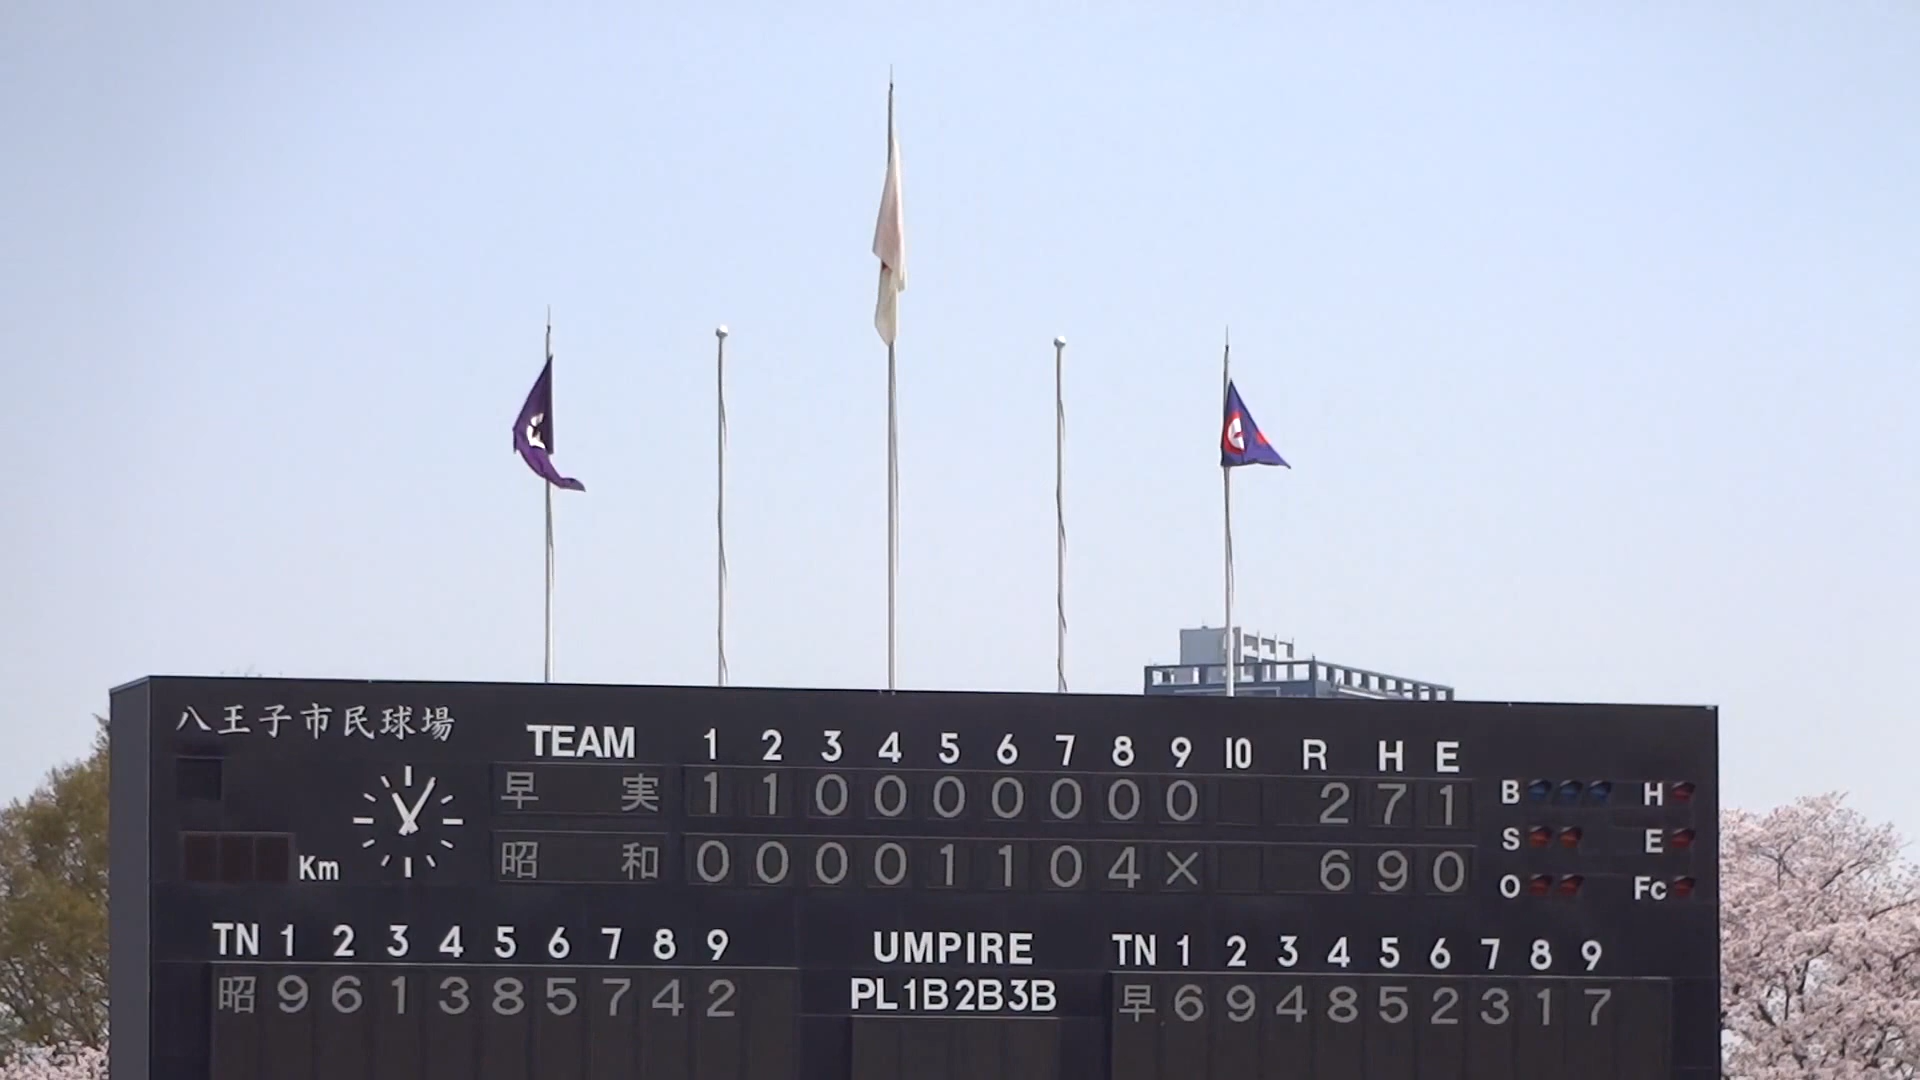 八王子市民球場
TEAM 1 2 3 4 5 6 7 8 9 10 R H E
早実 1 1 0 0 0 0 0 0 0 2 7 1
昭和 0 0 0 0 1 1 0 4 × 6 9 0
B H
S E
O Fc
Km
TN 1 2 3 4 5 6 7 8 9 UMPIRE TN 1 2 3 4 5 6 7 8 9
昭 9 6 1 3 8 5 7 4 2 PL 1B 2B 3B 早 6 9 4 8 5 2 3 1 7